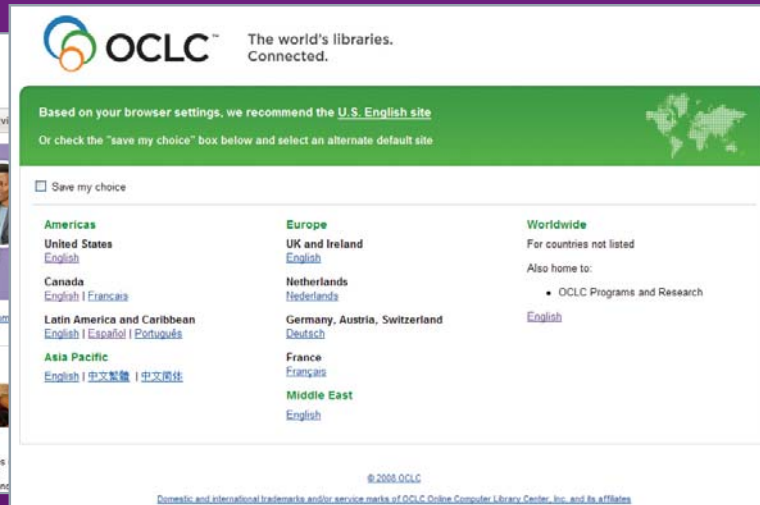 OCLC™
The world's libraries.
Connected.
Based on your browser settings, we recommend the U.S. English site
Or check the "save my choice" box below and select an alternate default site
Save my choice
Americas
United States
English
Canada
English | Français
Latin America and Caribbean
English | Español | Português
Asia Pacific
English | 中文繁體 | 中文简体
Europe
UK and Ireland
English
Netherlands
Nederlands
Germany, Austria, Switzerland
Deutsch
France
Français
Middle East
English
Worldwide
For countries not listed
Also home to:
• OCLC Programs and Research
English
© 2008 OCLC
Domestic and international trademarks and/or service marks of OCLC Online Computer Library Center, Inc. and its affiliates